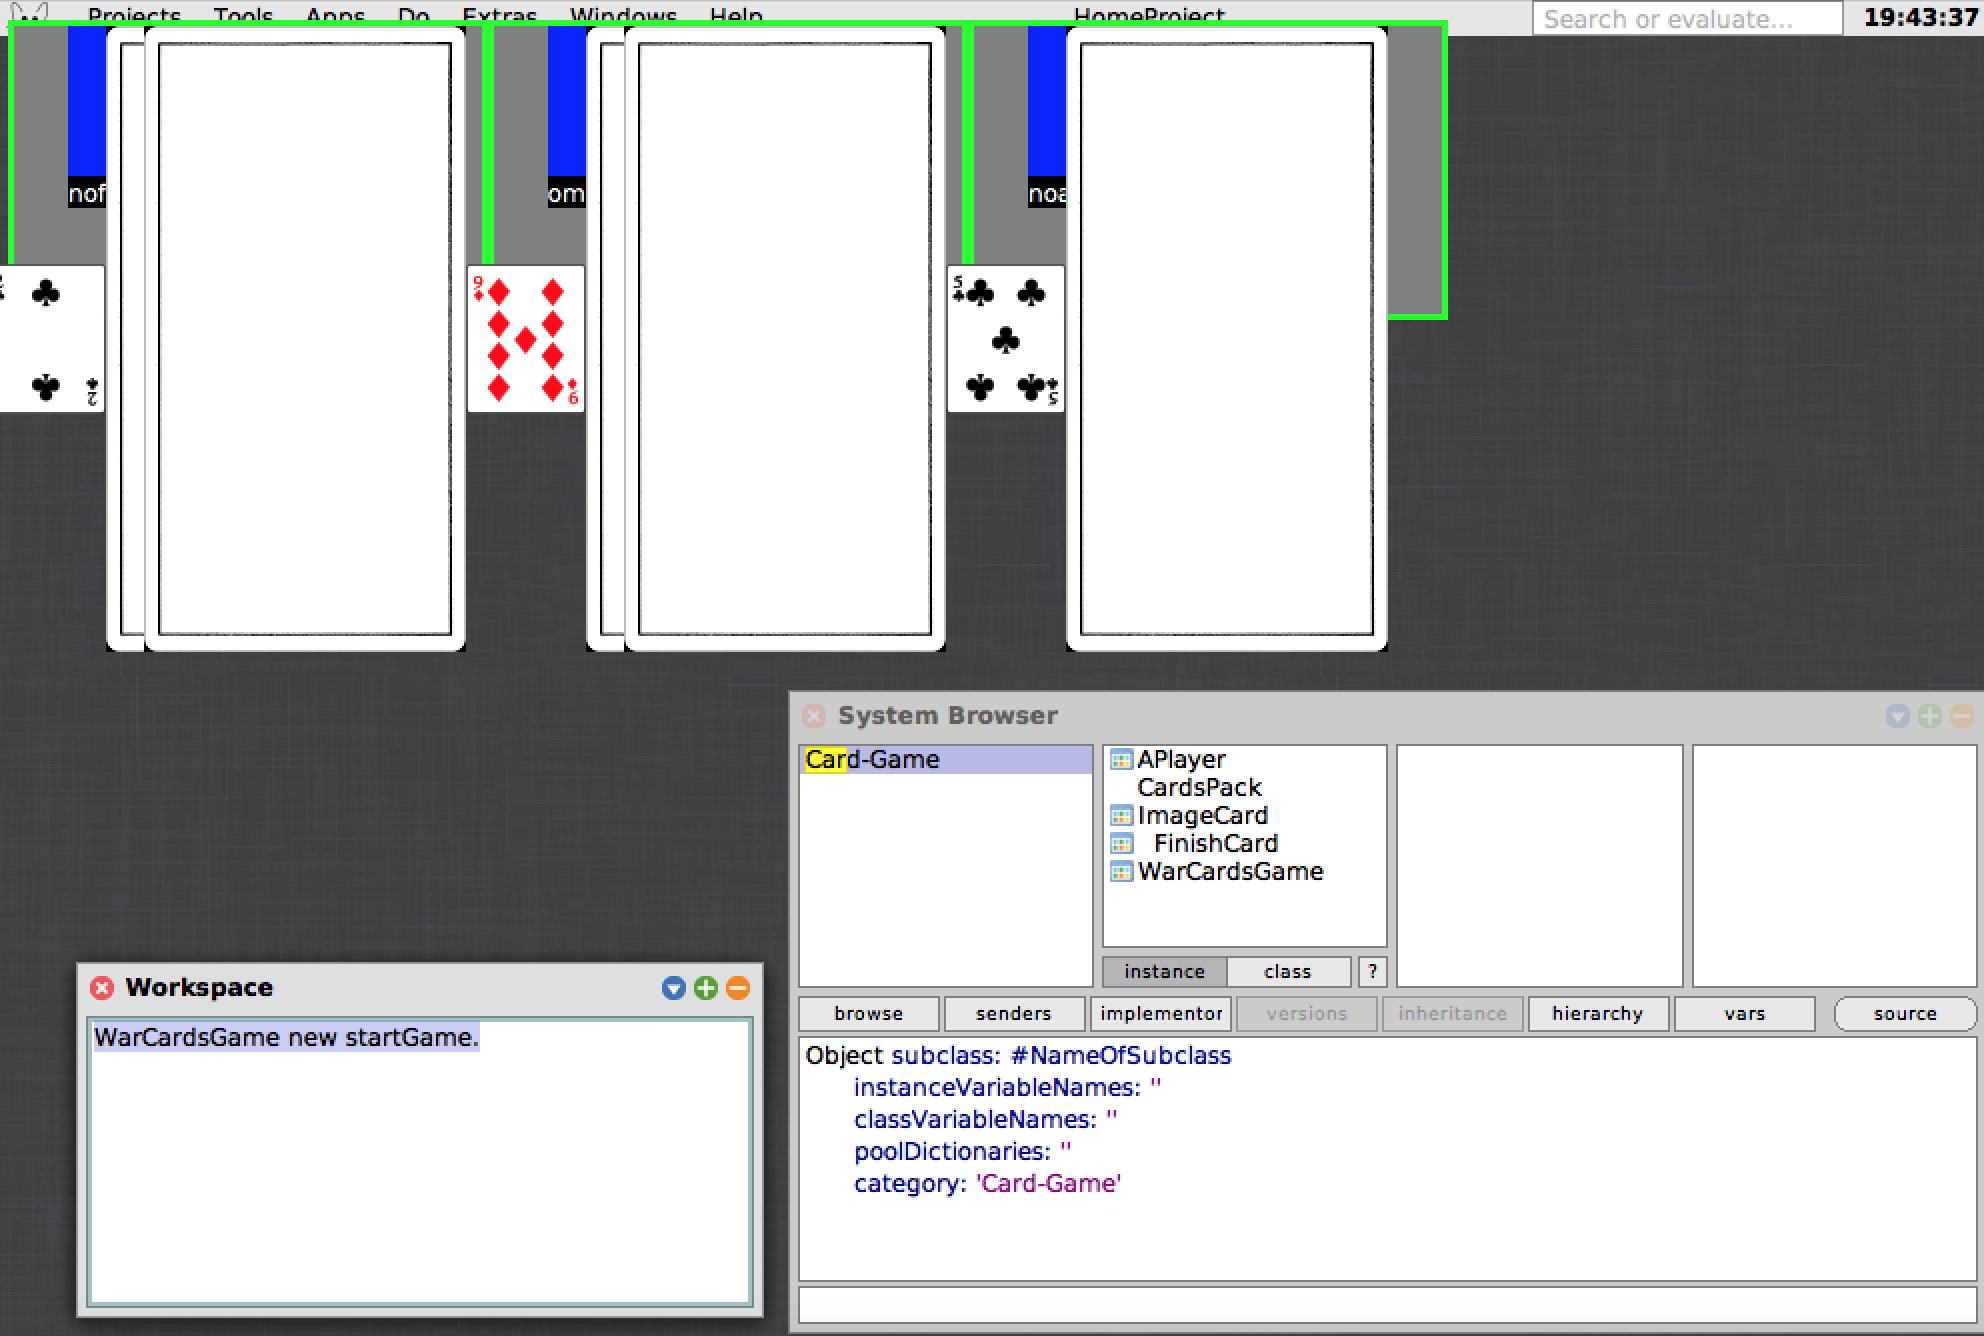 Projects Tools Apps Do Extras Windows Help HomeProject Search or evaluate... 19:43:37
nof om noa
2 9 9 5 5
System Browser
Card-Game
APlayer
CardsPack
ImageCard
FinishCard
WarCardsGame
instance class ?
browse senders implementor versions inheritance hierarchy vars source
Object subclass: #NameOfSubclass
instanceVariableNames: ''
classVariableNames: ''
poolDictionaries: ''
category: 'Card-Game'
Workspace
WarCardsGame new startGame.